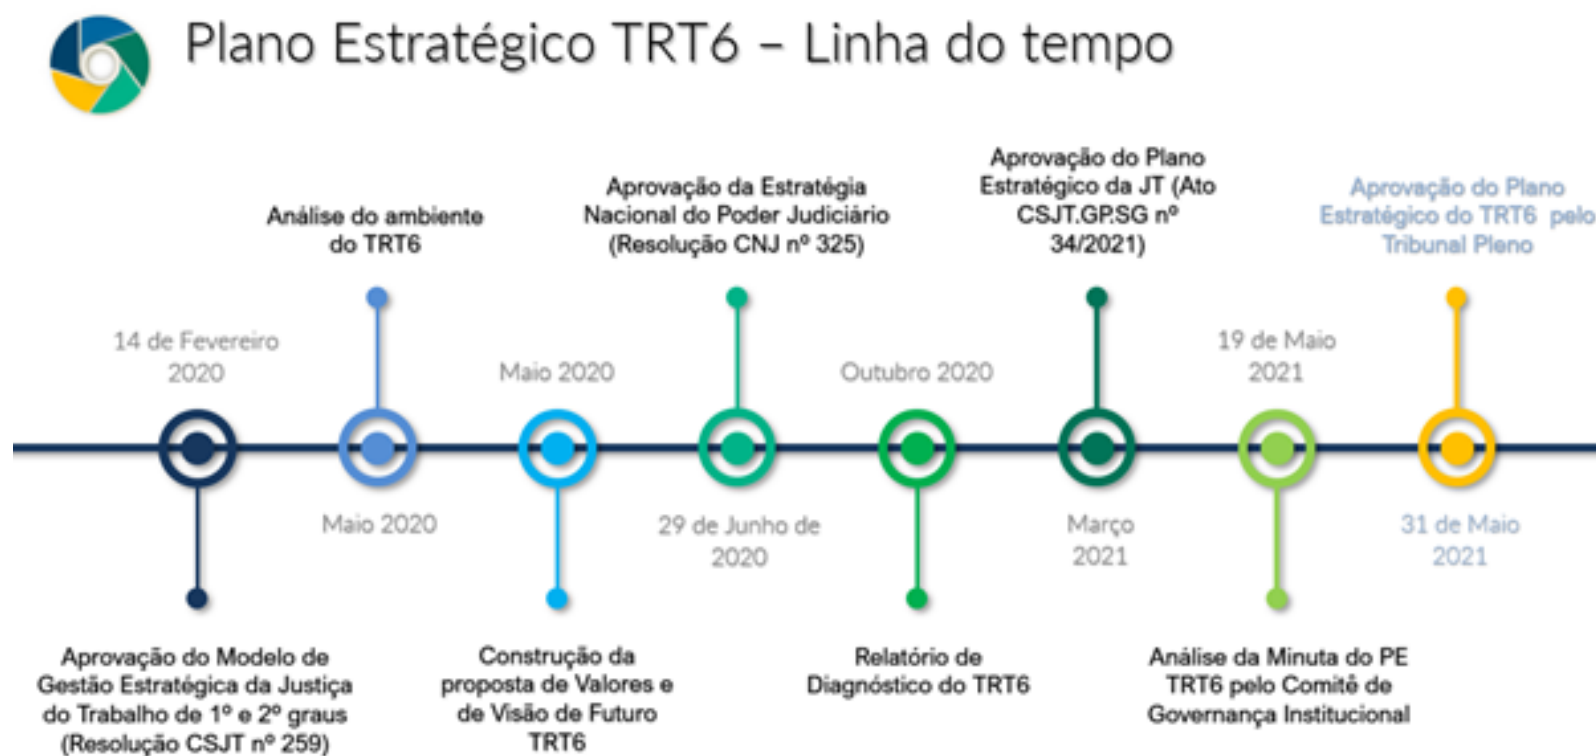 Plano Estratégico TRT6 – Linha do tempo
14 de Fevereiro
2020
Aprovação do Modelo de
Gestão Estratégica da Justiça
do Trabalho de 1º e 2º graus
(Resolução CSJT nº 259)
Análise do ambiente
do TRT6
Maio 2020
Maio 2020
Construção da
proposta de Valores e
de Visão de Futuro
TRT6
Aprovação da Estratégia
Nacional do Poder Judiciário
(Resolução CNJ nº 325)
29 de Junho de
2020
Outubro 2020
Relatório de
Diagnóstico do TRT6
Aprovação do Plano
Estratégico da JT (Ato
CSJT.GP.SG nº
34/2021)
Março
2021
19 de Maio
2021
Análise da Minuta do PE
TRT6 pelo Comitê de
Governança Institucional
Aprovação do Plano
Estratégico do TRT6 pelo
Tribunal Pleno
31 de Maio
2021